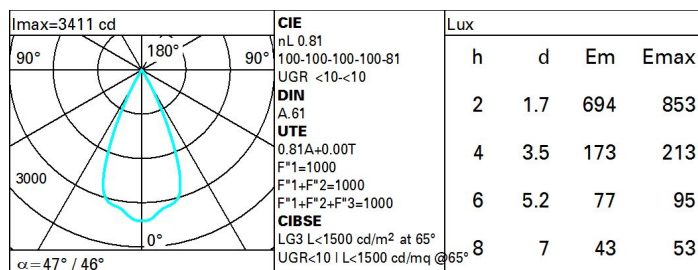 Imax=3411 cd
90° 180° 90°
3000
0°
α=47° / 46°
CIE
nL 0.81
100-100-100-100-81
UGR <10-<10
DIN
A.61
UTE
0.81A+0.00T
F"1=1000
F"1+F"2=1000
F"1+F"2+F"3=1000
CIBSE
LG3 L<1500 cd/m² at 65°
UGR<10 | L<1500 cd/mq @65°
Lux
h d Em Emax
2 1.7 694 853
4 3.5 173 213
6 5.2 77 95
8 7 43 53